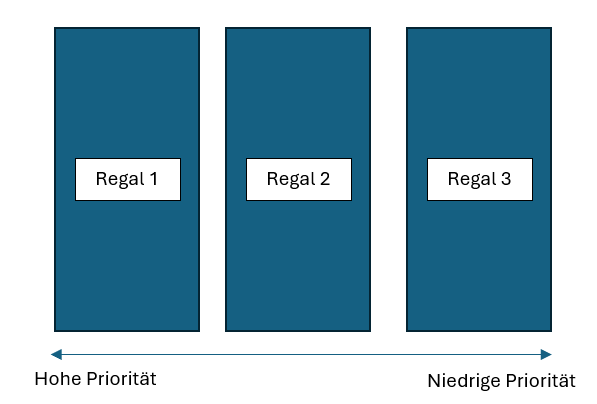 Regal 1
Regal 2
Regal 3
Hohe Priorität
Niedrige Priorität